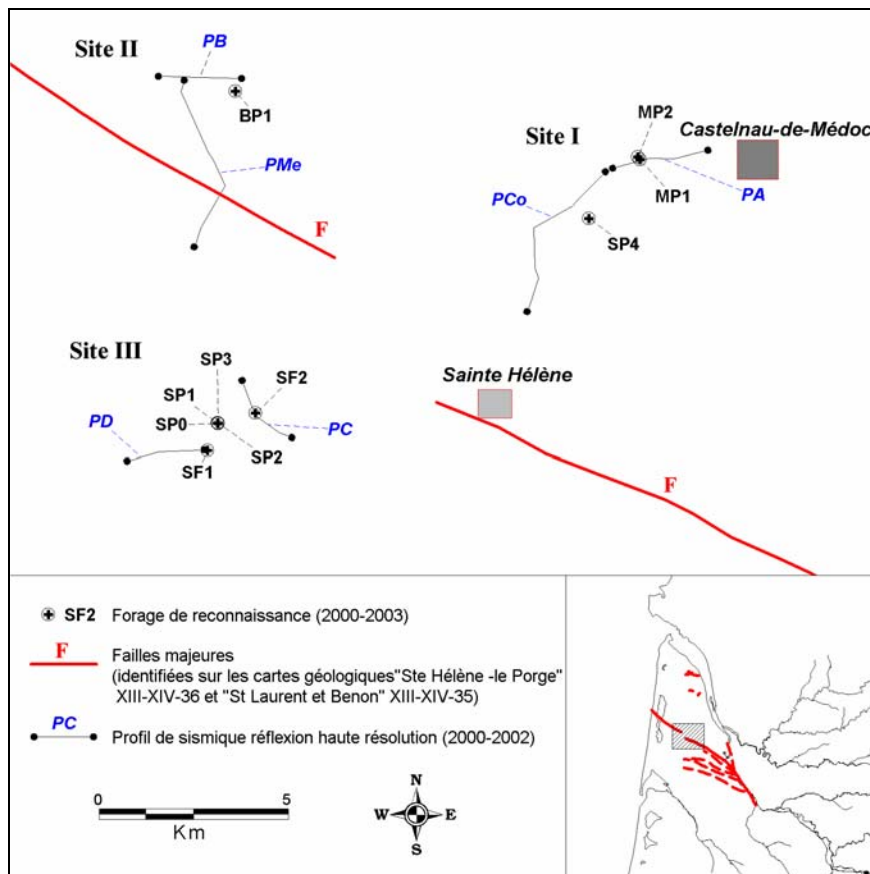 Site II
PB
BP1
PMe
F
Site I
MP2
Castelnau-de-Médoc
MP1
PA
PCo
SP4
Site III
SP3
SF2
SP1
SP0
PD
PC
SF1
SP2
Sainte Hélène
F
SF2 Forage de reconnaissance (2000-2003)
F Failles majeures
(identifiées sur les cartes géologiques"Ste Hélène -le Porge"
XIII-XIV-36 et "St Laurent et Benon" XIII-XIV-35)
PC Profil de sismique réflexion haute résolution (2000-2002)
0 5
Km
N
W E
S